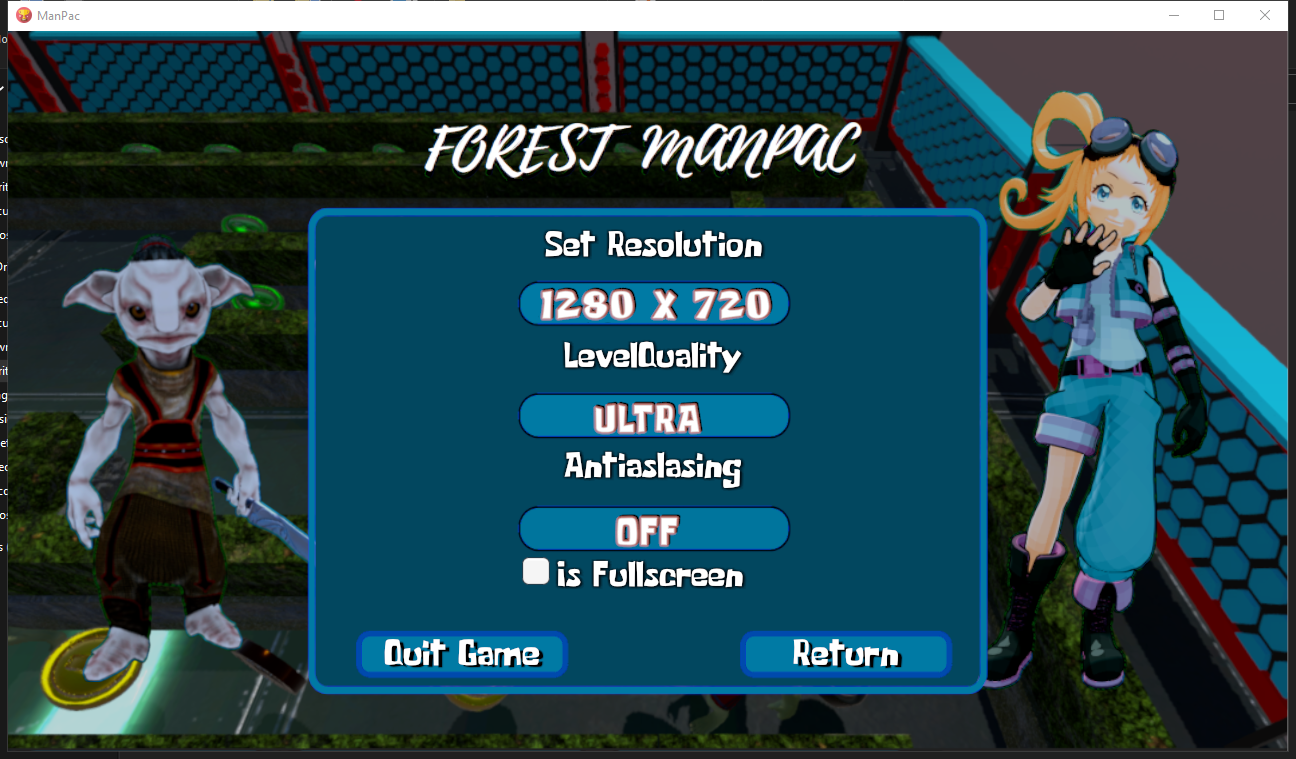 ManPac
FOREST MANPAC
Set Resolution
1280 X 720
LevelQuality
ULTRA
Antiaslasing
OFF
is Fullscreen
Quit Game
Return